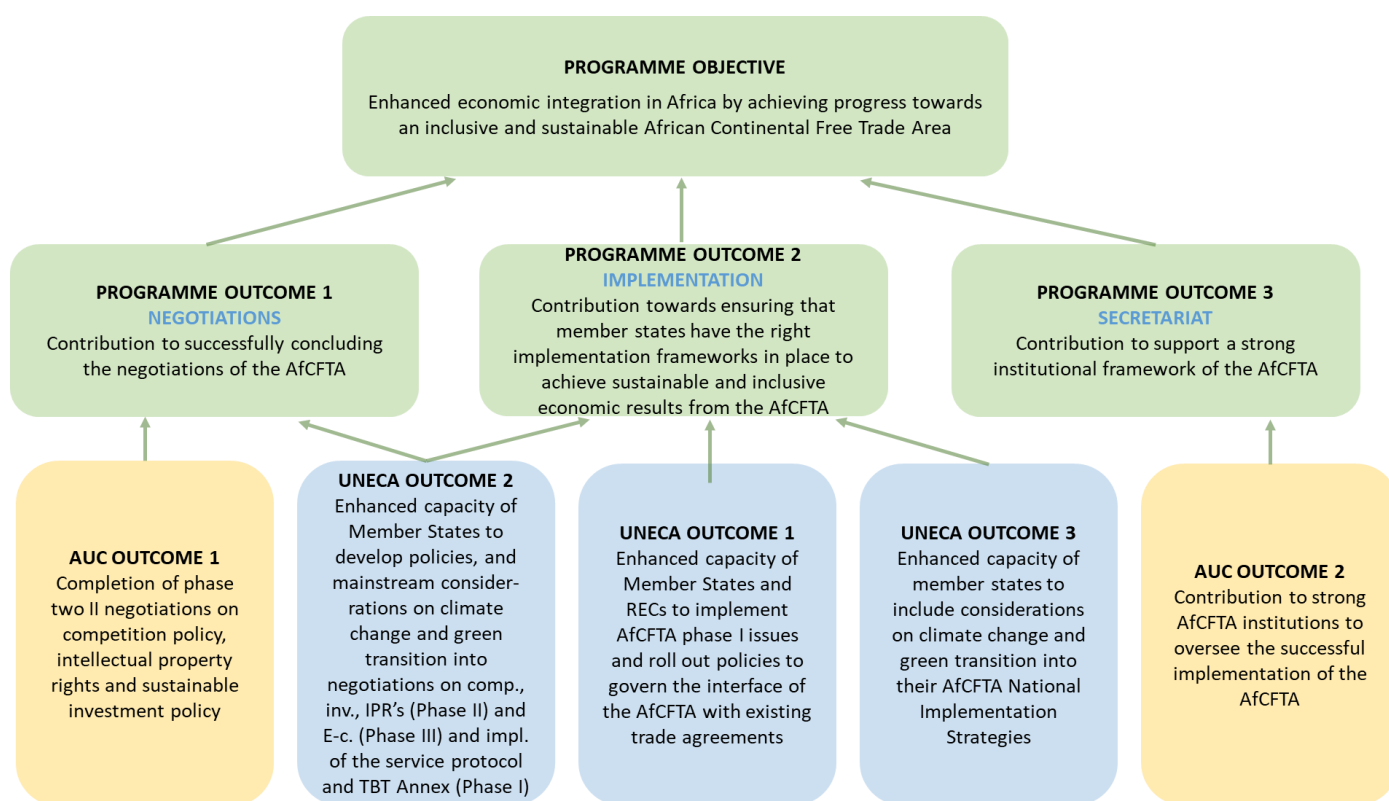 PROGRAMME OBJECTIVE
Enhanced economic integration in Africa by achieving progress towards
an inclusive and sustainable African Continental Free Trade Area
PROGRAMME OUTCOME 1
NEGOTIATIONS
Contribution to successfully concluding
the negotiations of the AfCFTA
PROGRAMME OUTCOME 2
IMPLEMENTATION
Contribution towards ensuring that
member states have the right
implementation frameworks in place to
achieve sustainable and inclusive
economic results from the AfCFTA
PROGRAMME OUTCOME 3
SECRETARIAT
Contribution to support a strong
institutional framework of the AfCFTA
AUC OUTCOME 1
Completion of phase
two II negotiations on
competition policy,
intellectual property
rights and sustainable
investment policy
UNECA OUTCOME 2
Enhanced capacity of
Member States to
develop policies, and
mainstream consider-
rations on climate
change and green
transition into
negotiations on comp.,
inv., IPR’s (Phase II) and
E-c. (Phase III) and impl.
of the service protocol
and TBT Annex (Phase I)
UNECA OUTCOME 1
Enhanced capacity of
Member States and
RECs to implement
AfCFTA phase I issues
and roll out policies to
govern the interface of
the AfCFTA with existing
trade agreements
UNECA OUTCOME 3
Enhanced capacity of
member states to
include considerations
on climate change and
green transition into
their AfCFTA National
Implementation
Strategies
AUC OUTCOME 2
Contribution to strong
AfCFTA institutions to
oversee the successful
implementation of the
AfCFTA